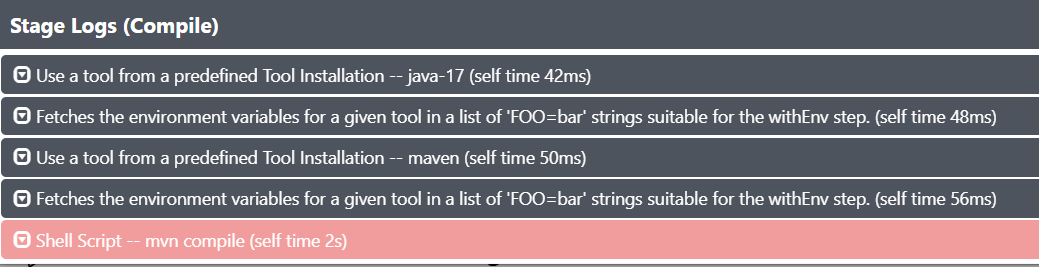 Stage Logs (Compile)
Use a tool from a predefined Tool Installation -- java-17 (self time 42ms)
Fetches the environment variables for a given tool in a list of 'FOO=bar' strings suitable for the withEnv step. (self time 48ms)
Use a tool from a predefined Tool Installation -- maven (self time 50ms)
Fetches the environment variables for a given tool in a list of 'FOO=bar' strings suitable for the withEnv step. (self time 56ms)
Shell Script -- mvn compile (self time 2s)